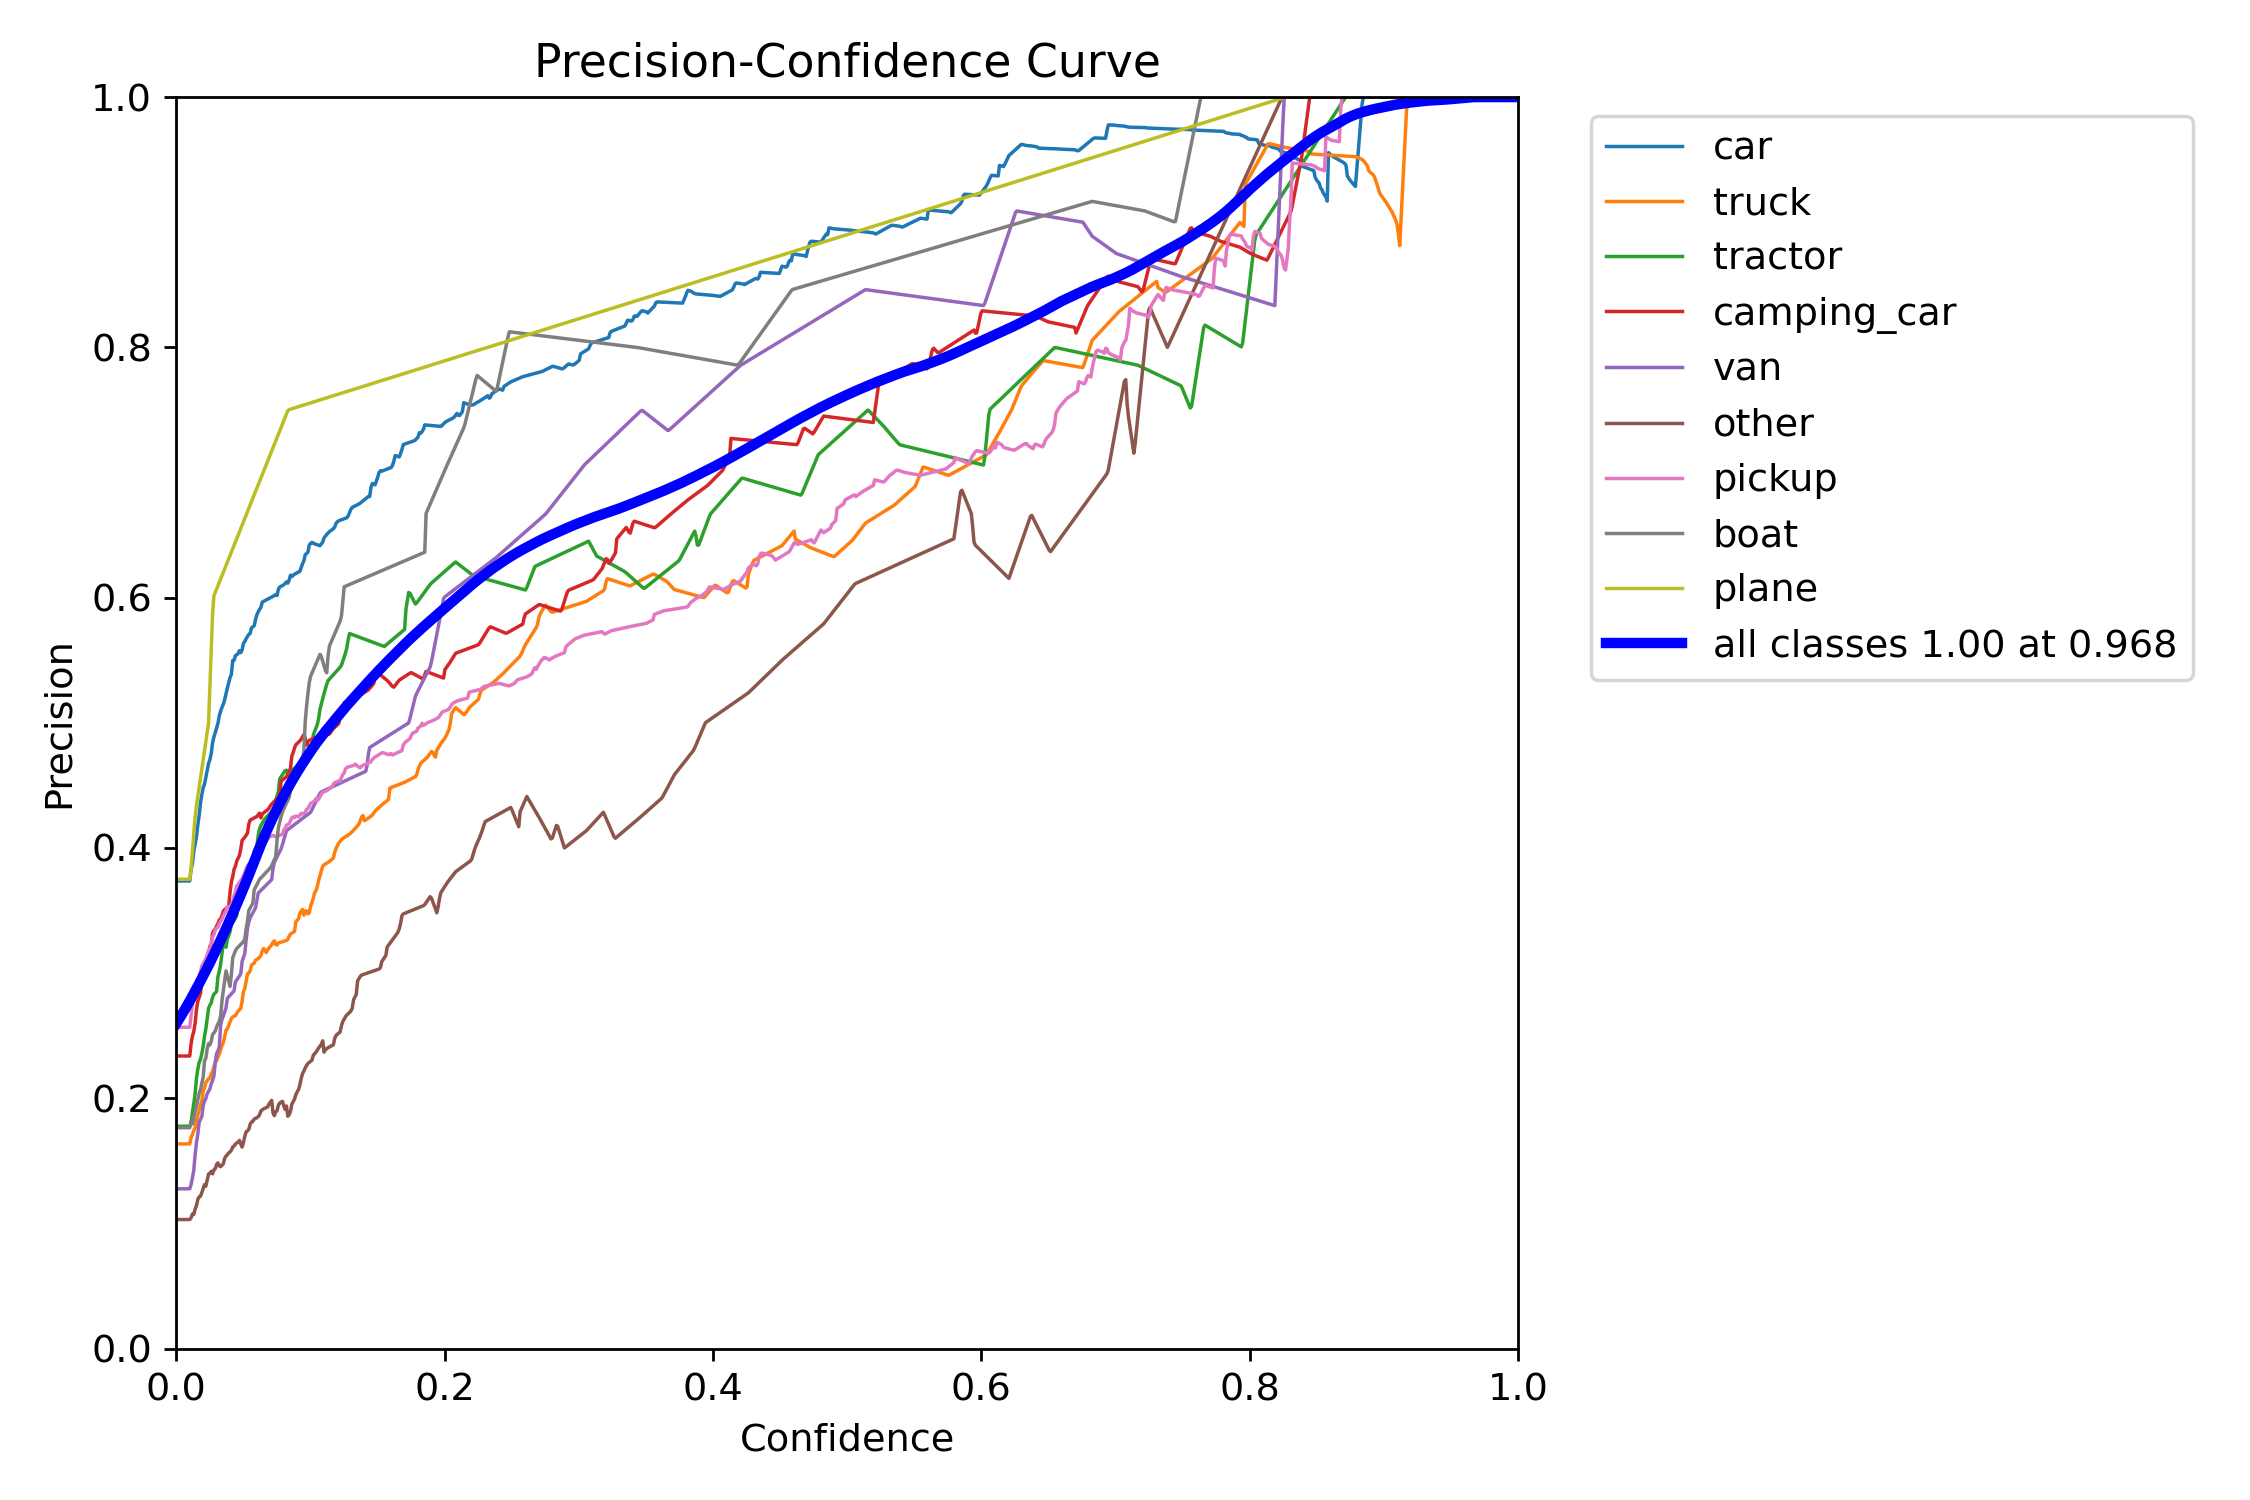 Precision-Confidence Curve
1.0
0.8
0.6
0.4
0.2
0.0
Precision
0.0 0.2 0.4 0.6 0.8 1.0
Confidence
car
truck
tractor
camping_car
van
other
pickup
boat
plane
all classes 1.00 at 0.968